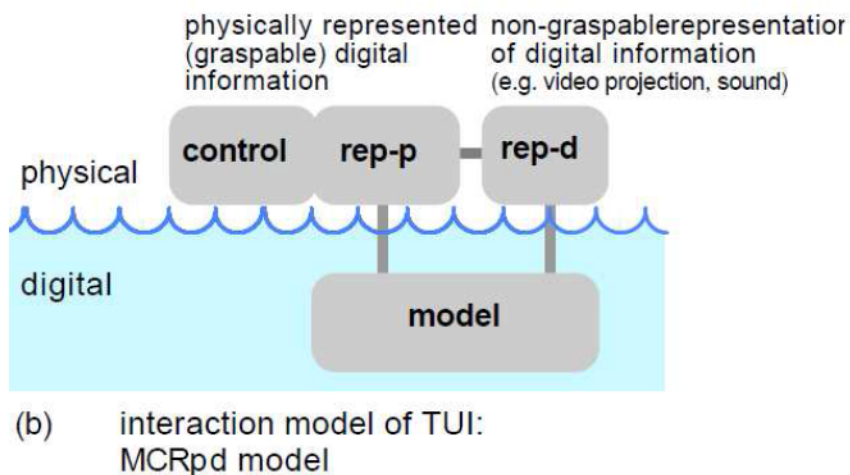 physically represented
(graspable) digital
information
non-graspablerepresentation
of digital information
(e.g. video projection, sound)
control
rep-p
rep-d
physical
digital
model
(b) interaction model of TUI:
MCRpd model